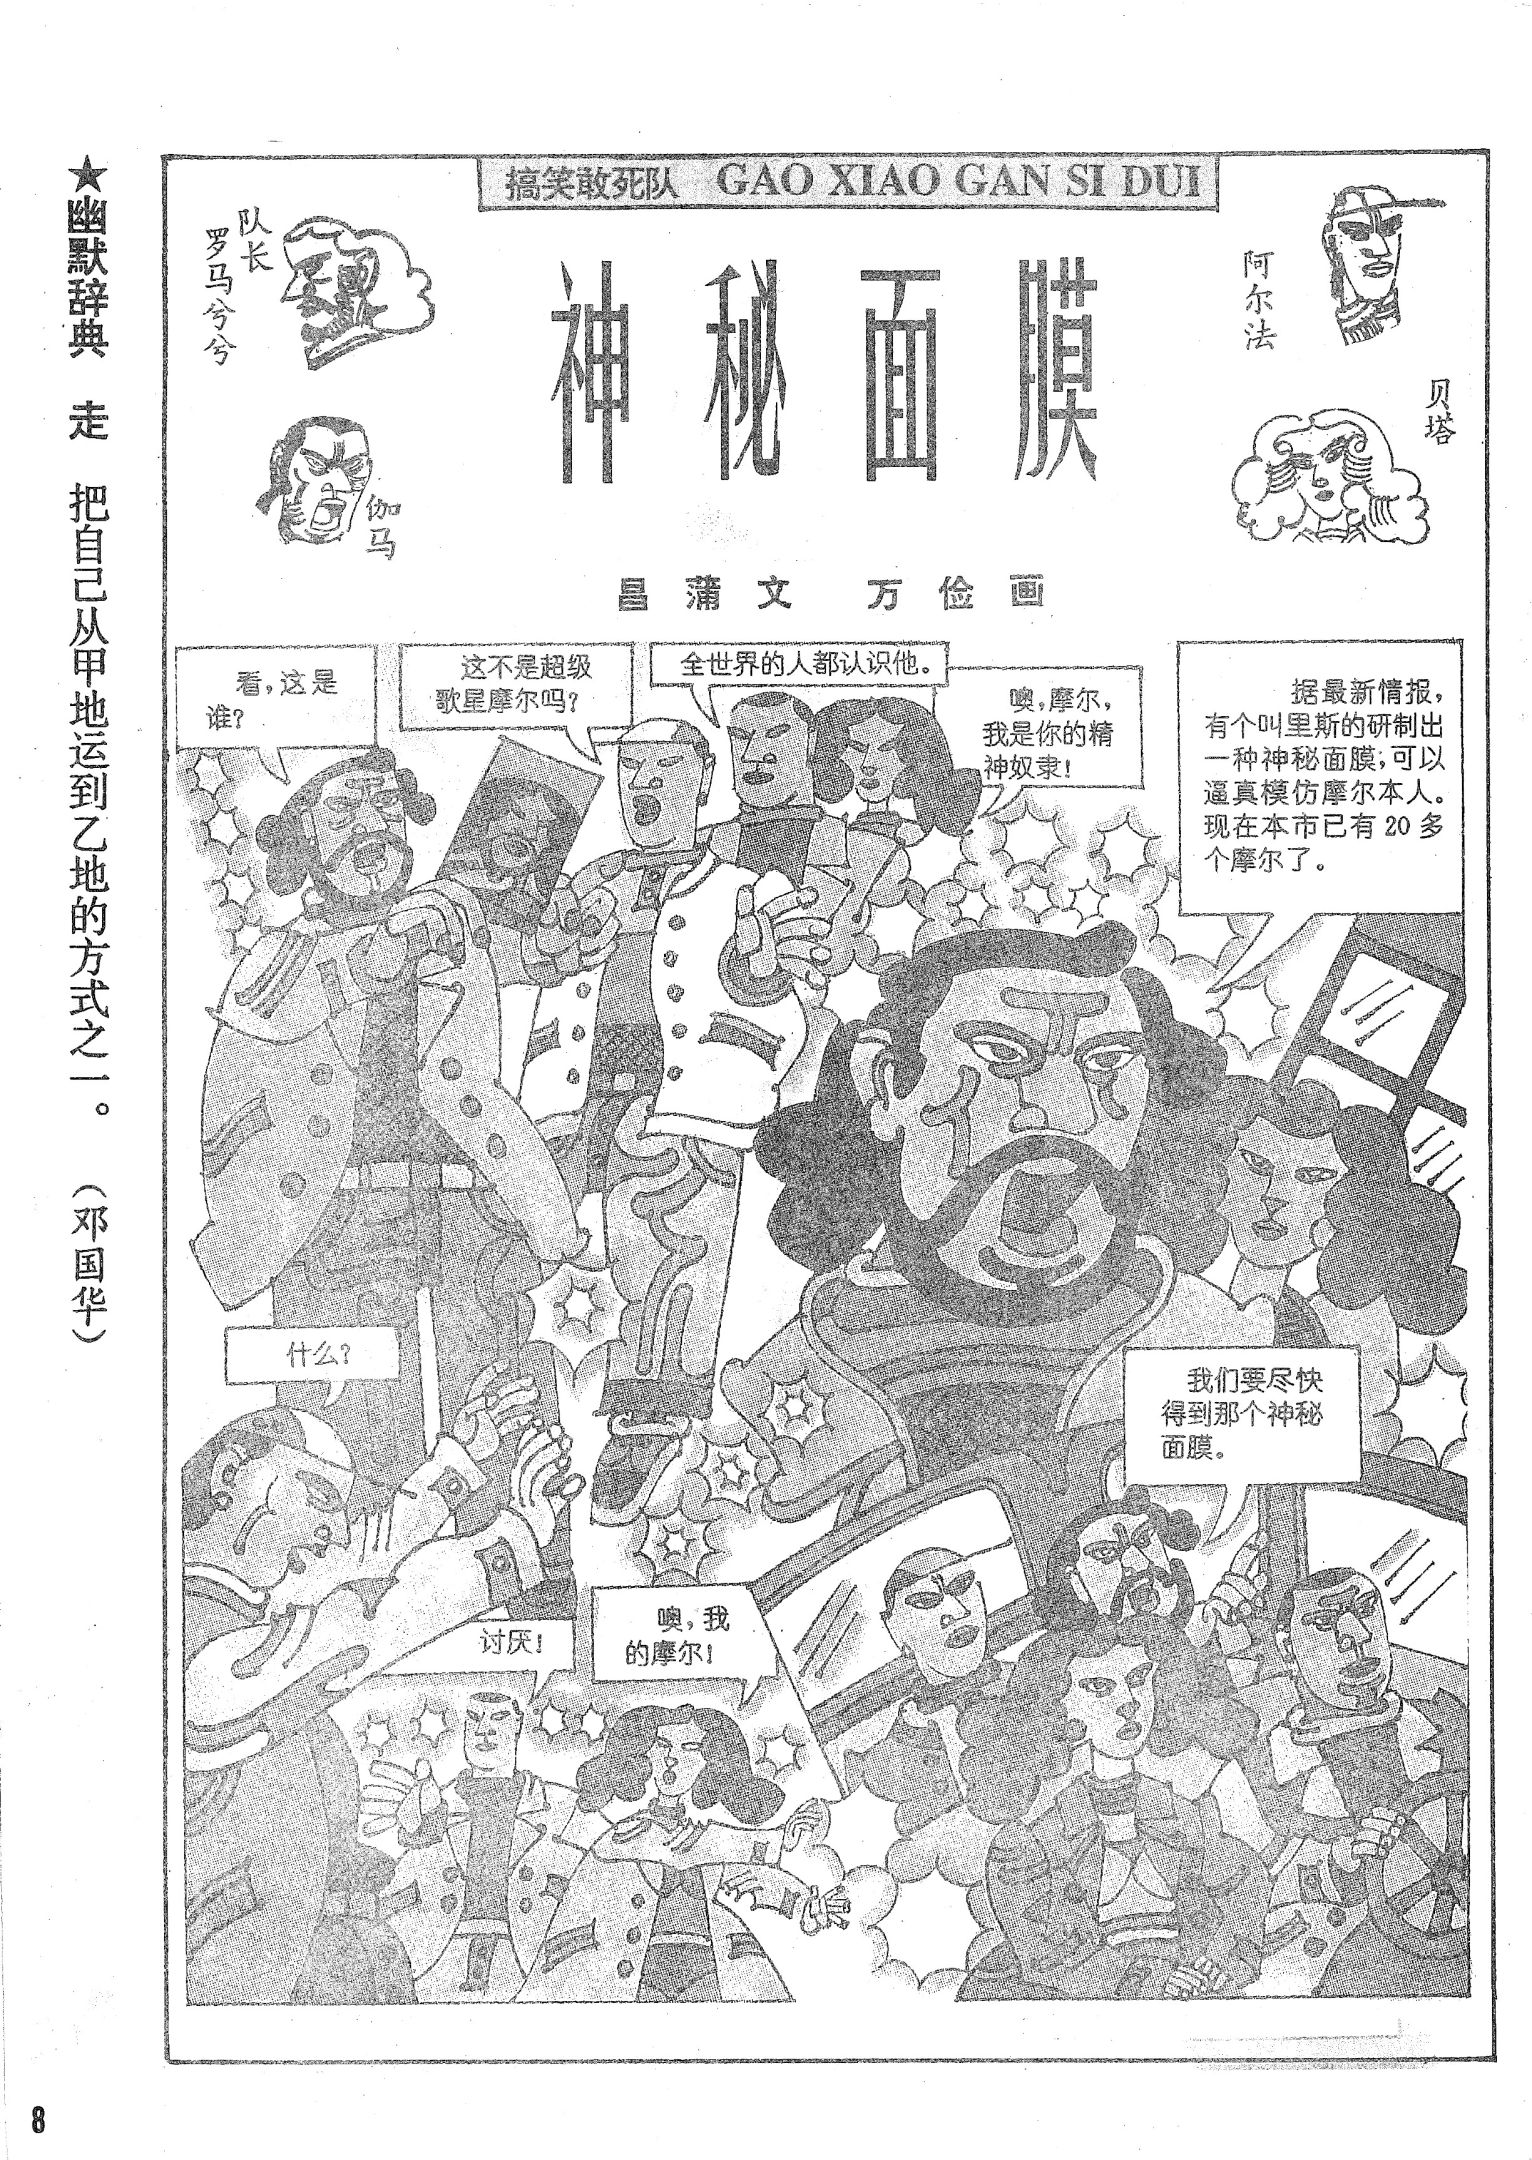 ★幽默辞典 走 把自己从甲地运到乙地的方式之一。 （邓国华）
搞笑敢死队 GAO XIAO GAN SI DUI
队长
罗马兮兮
伽马
阿尔法
贝塔
神秘面膜
昌蒲文 万俭画
看，这是
谁？
这不是超级
歌星摩尔吗？
全世界的人都认识他。
噢，摩尔，
我是你的精
神奴隶！
据最新情报，
有个叫里斯的研制出
一种神秘面膜；可以
逼真模仿摩尔本人。
现在本市已有 20 多
个摩尔了。
什么？
讨厌！
噢，我
的摩尔！
我们要尽快
得到那个神秘
面膜。
8